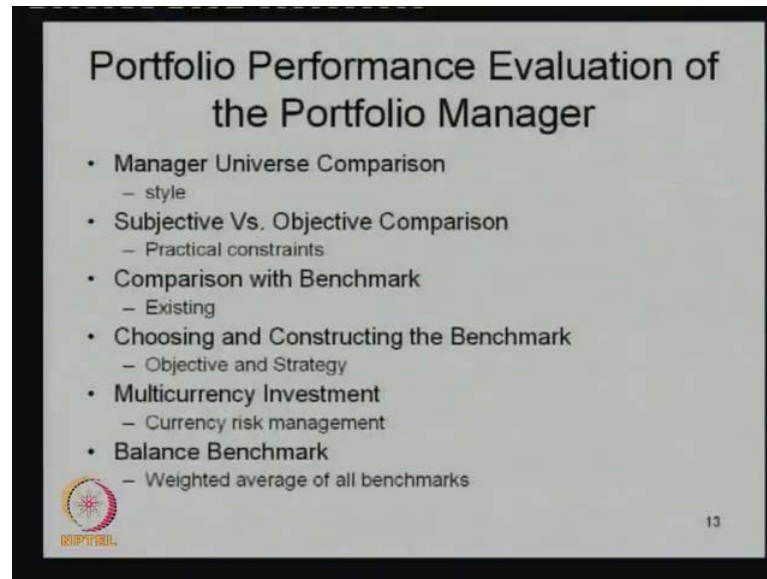 Portfolio Performance Evaluation of
the Portfolio Manager
• Manager Universe Comparison
– style
• Subjective Vs. Objective Comparison
– Practical constraints
• Comparison with Benchmark
– Existing
• Choosing and Constructing the Benchmark
– Objective and Strategy
• Multicurrency Investment
– Currency risk management
• Balance Benchmark
– Weighted average of all benchmarks
NPTEL
13